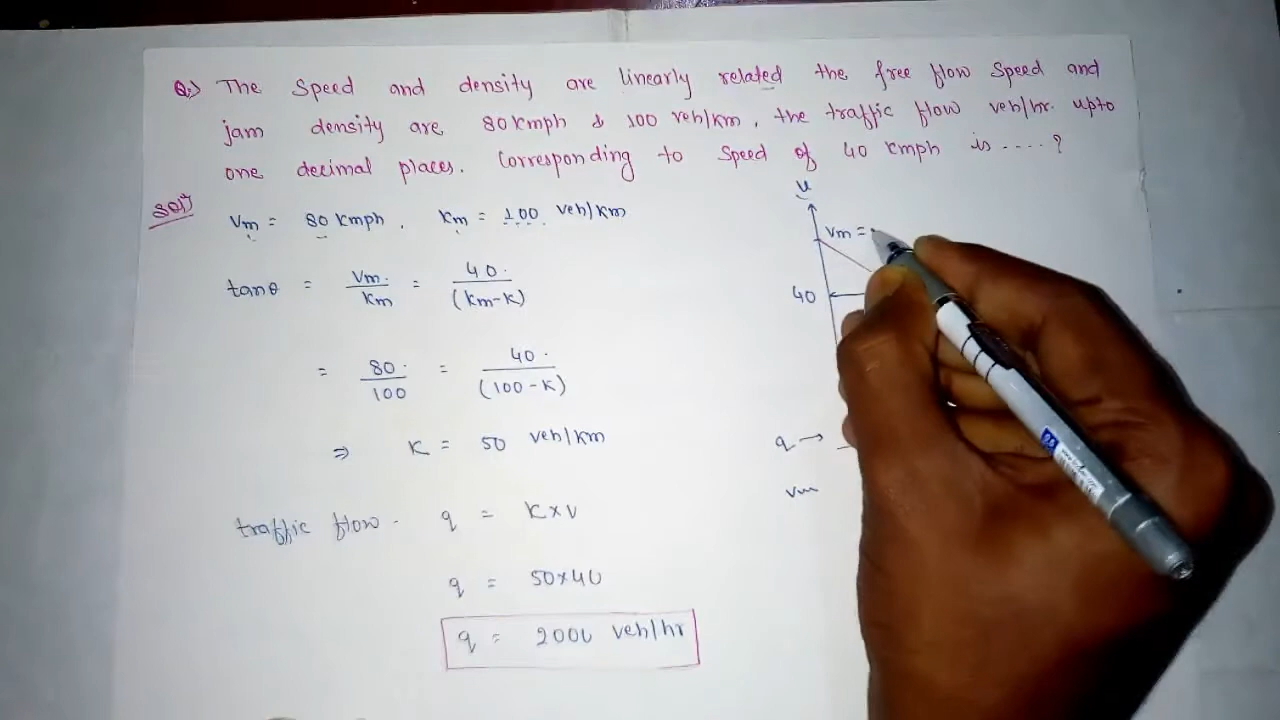 Q:) The Speed and density are linearly related the free flow Speed and
jam density are 80 Kmph & 100 veh/km, the traffic flow veh/hr. upto
one decimal places. Corresponding to Speed of 40 Kmph is ....?
Sol:)
Vm = 80 Kmph, Km = 100 veh/km
tanθ = Vm/Km = 40/(Km-K)
= 80/100 = 40/(100-K)
⇒ K = 50 veh/km
traffic flow - q = K×V
q = 50×40
q = 2000 veh/hr
u
Vm =
40
q →
Vm